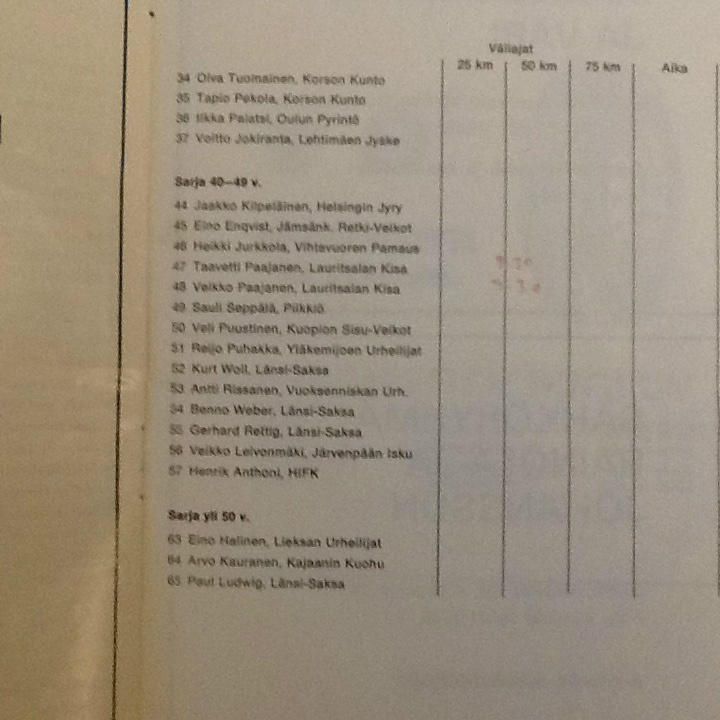 Väliajat
25 km 50 km 75 km Aika
34 Oiva Tuomainen, Korson Kunto
35 Tapio Pekola, Korson Kunto
36 Ilkka Palatsi, Oulun Pyrintö
37 Voitto Jokiranta, Lehtimäen Jyske
Sarja 40–49 v.
44 Jaakko Kilpeläinen, Helsingin Jyry
45 Eino Enqvist, Jämsänk. Retki-Veikot
46 Heikki Jurkkola, Vihtavuoren Pamaus
47 Taavetti Paajanen, Lauritsalan Kisa
48 Veikko Paajanen, Lauritsalan Kisa
49 Sauli Seppälä, Piikkiö
50 Veli Puustinen, Kuopion Sisu-Veikot
51 Reijo Puhakka, Yläkemijoen Urheilijat
52 Kurt Woll, Länsi-Saksa
53 Antti Rissanen, Vuoksenniskan Urh.
54 Benno Weber, Länsi-Saksa
55 Gerhard Rettig, Länsi-Saksa
56 Veikko Leivonmäki, Järvenpään Isku
57 Henrik Anthoni, HIFK
Sarja yli 50 v.
63 Eino Halinen, Lieksan Urheilijat
64 Arvo Kauranen, Kajaanin Kuohu
65 Paul Ludwig, Länsi-Saksa